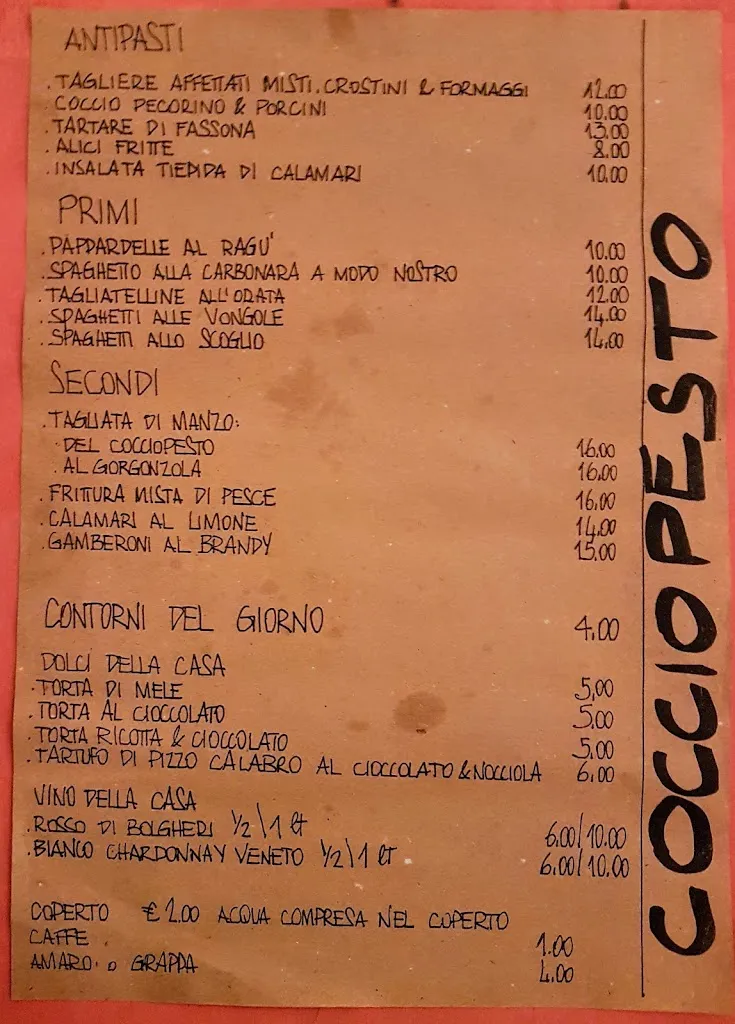 ANTIPASTI
.TAGLIERE AFFETTATI MISTI.CROSTINI & FORMAGGI 12.00
.COCCIO PECORINO & PORCINI 10.00
.TARTARE DI FASSONA 13.00
.ALICI FRITTE 8.00
.INSALATA TIEPIDA DI CALAMARI 10.00
PRIMI
.PAPPARDELLE AL RAGU' 10.00
.SPAGHETTO ALLA CARBONARA A MODO NOSTRO 10.00
.TAGLIATELLINE ALL'ORATA 12.00
.SPAGHETTI ALLE VONGOLE 14.00
.SPAGHETTI ALLO SCOGLIO 14.00
SECONDI
.TAGLIATA DI MANZO:
.DEL COCCIOPESTO 16.00
.AL GORGONZOLA 16.00
.FRITTURA MISTA DI PESCE 16.00
.CALAMARI AL LIMONE 14.00
.GAMBERONI AL BRANDY 15.00
CONTORNI DEL GIORNO 4.00
DOLCI DELLA CASA
.TORTA DI MELE 5,00
.TORTA AL CIOCCOLATO 5.00
.TORTA RICOTTA & CIOCCOLATO 5.00
.TARTUFO DI PIZZO CALABRO AL CIOCCOLATO & NOCCIOLA 6.00
VINO DELLA CASA
.ROSSO DI BOLGHERI 1/2\1 lt 6.00/10.00
.BIANCO CHARDONNAY VENETO 1/2\1 lt 6.00/10.00
COPERTO € 2.00 ACQUA COMPRESA NEL COPERTO
CAFFE 1.00
AMARO. O GRAPPA 4.00
COCCIOPESTO